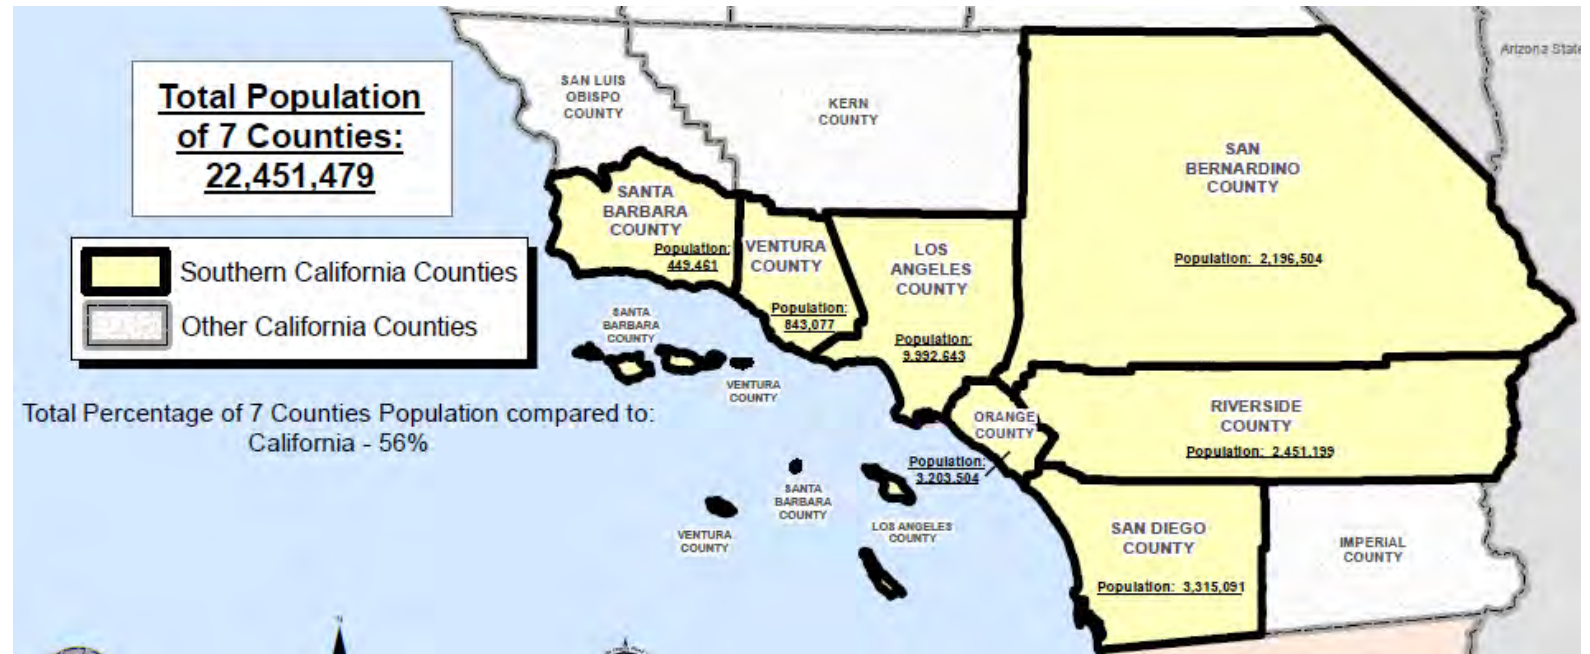 Total Population
of 7 Counties:
22,451,479
Southern California Counties
Other California Counties
Total Percentage of 7 Counties Population compared to:
California - 56%
Arizona State
SAN LUIS
OBISPO
COUNTY
KERN
COUNTY
SAN
BERNARDINO
COUNTY
Population: 2,196,504
SANTA
BARBARA
COUNTY
Population:
449,461
VENTURA
COUNTY
Population:
843,077
LOS
ANGELES
COUNTY
Population:
9,992,643
SANTA
BARBARA
COUNTY
VENTURA
COUNTY
ORANGE
COUNTY
Population:
3,203,504
RIVERSIDE
COUNTY
Population: 2,451,199
SANTA
BARBARA
COUNTY
VENTURA
COUNTY
LOS ANGELES
COUNTY
SAN DIEGO
COUNTY
Population: 3,315,091
IMPERIAL
COUNTY